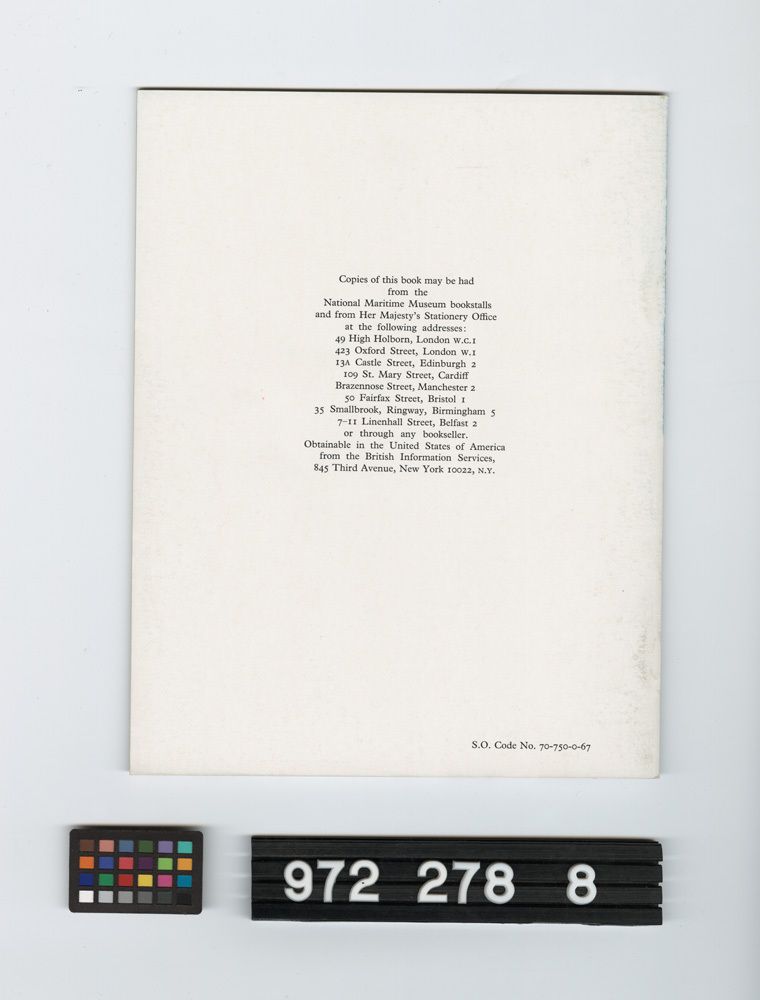 Copies of this book may be had
from the
National Maritime Museum bookstalls
and from Her Majesty's Stationery Office
at the following addresses:
49 High Holborn, London W.C.1
423 Oxford Street, London W.1
13A Castle Street, Edinburgh 2
109 St. Mary Street, Cardiff
Brazennose Street, Manchester 2
50 Fairfax Street, Bristol 1
35 Smallbrook, Ringway, Birmingham 5
7–11 Linenhall Street, Belfast 2
or through any bookseller.
Obtainable in the United States of America
from the British Information Services,
845 Third Avenue, New York 10022, N.Y.
S.O. Code No. 70-750-0-67
972 278 8